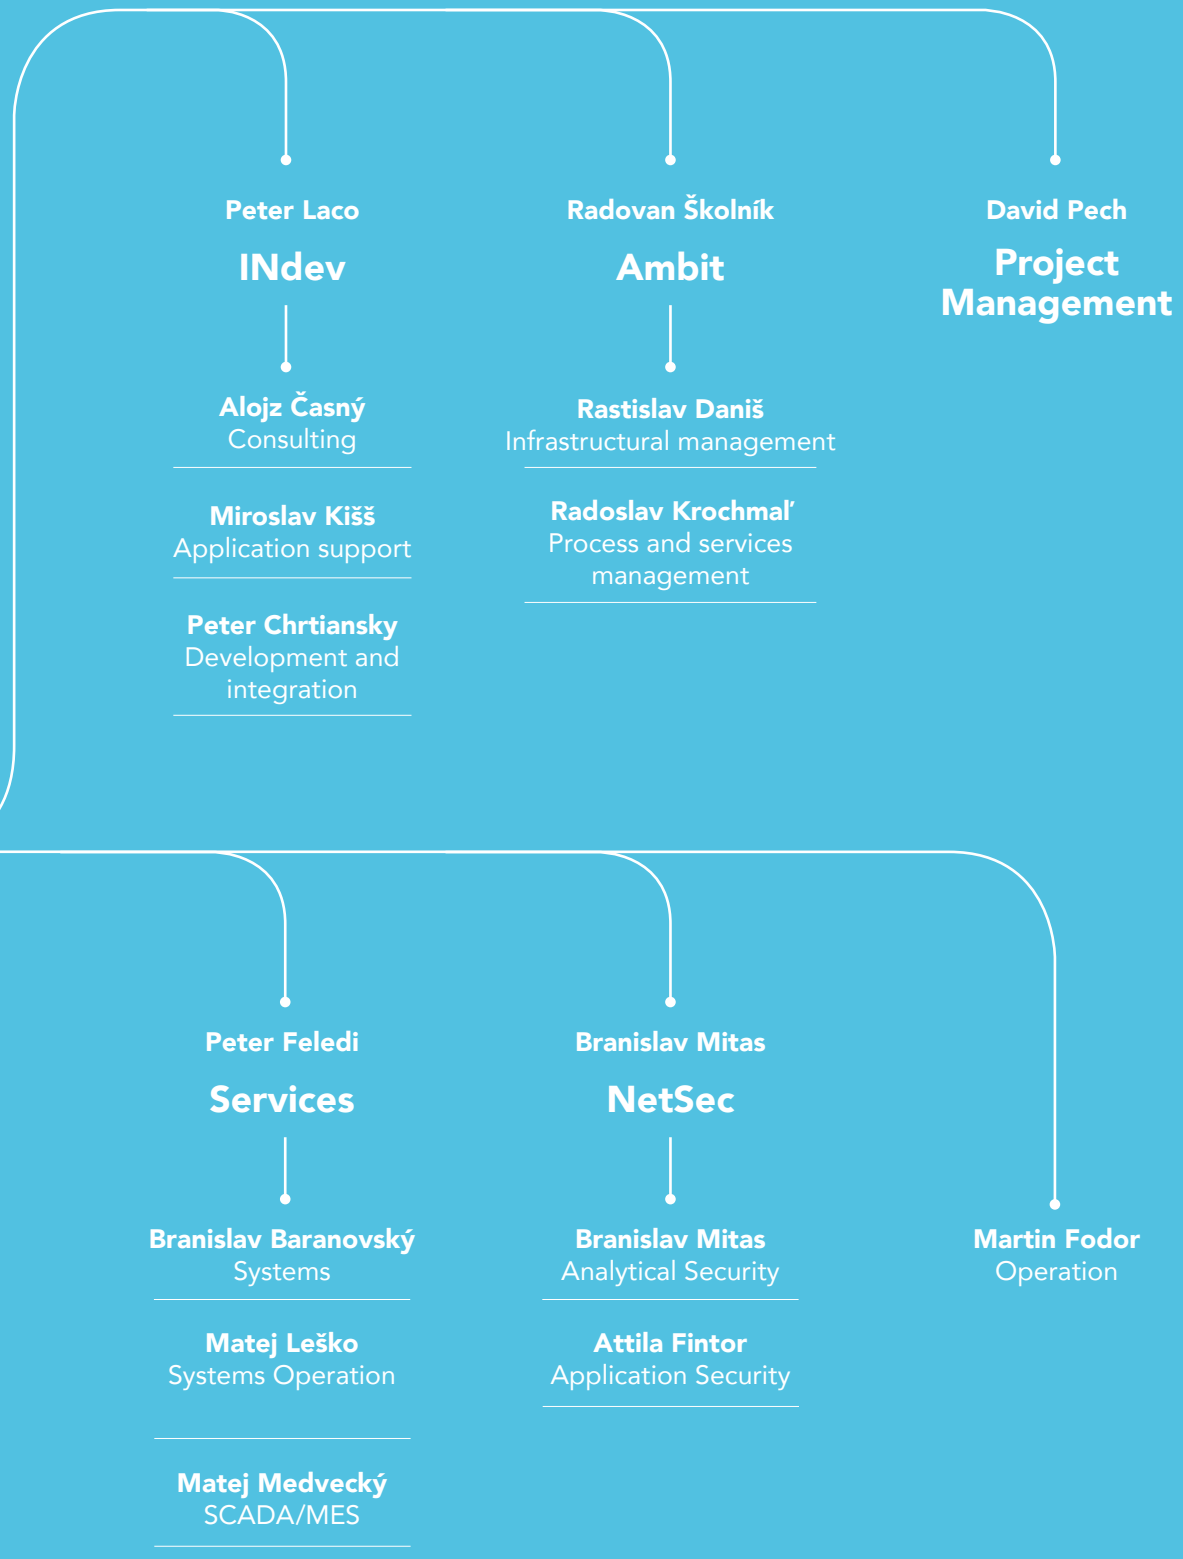 Peter Laco
INdev
Alojz Časný
Consulting
Miroslav Kišš
Application support
Peter Chrtiansky
Development and
integration
Radovan Školník
Ambit
Rastislav Daniš
Infrastructural management
Radoslav Krochmaľ
Process and services
management
David Pech
Project
Management
Peter Feledi
Services
Branislav Baranovský
Systems
Matej Leško
Systems Operation
Matej Medvecký
SCADA/MES
Branislav Mitas
NetSec
Branislav Mitas
Analytical Security
Attila Fintor
Application Security
Martin Fodor
Operation